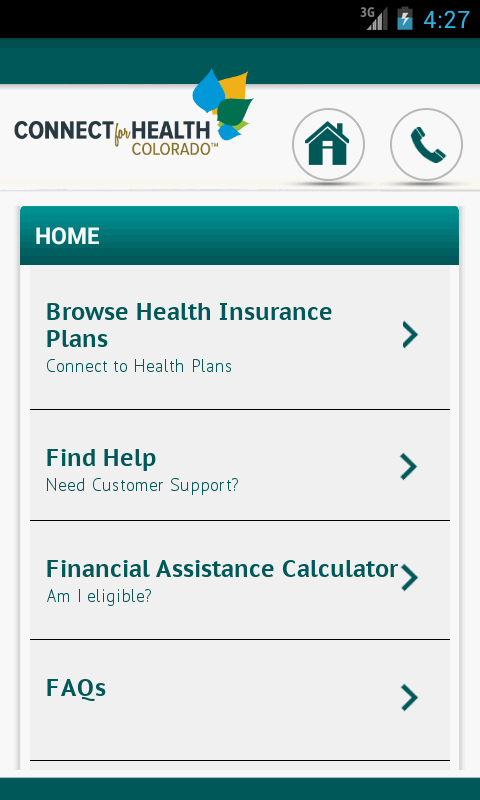 3G 4:27
CONNECT for HEALTH
COLORADO™
HOME
Browse Health Insurance
Plans
Connect to Health Plans
Find Help
Need Customer Support?
Financial Assistance Calculator
Am I eligible?
FAQs